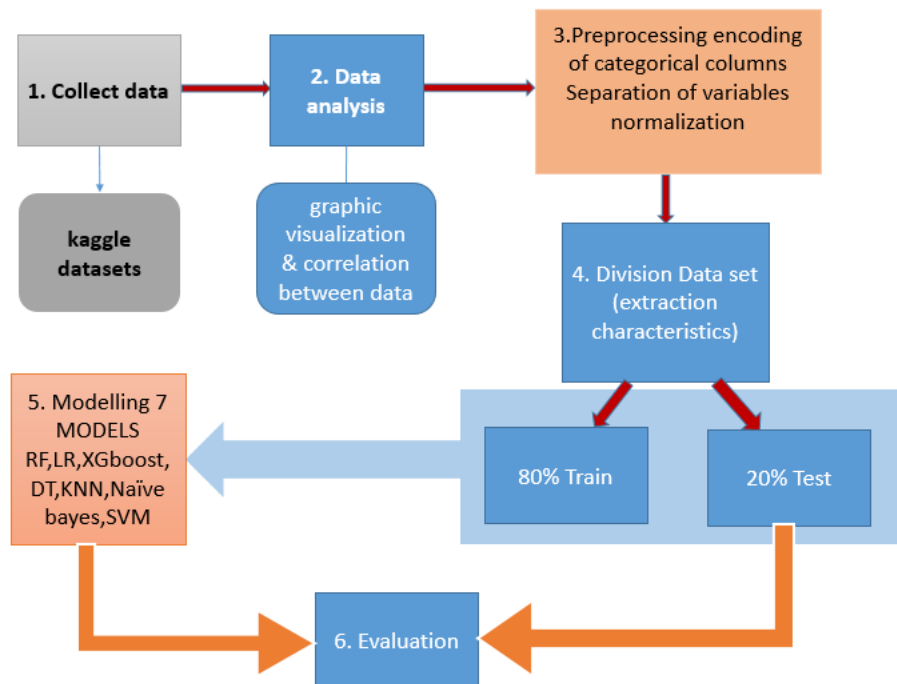 1. Collect data
2. Data
analysis
3.Preprocessing encoding
of categorical columns
Separation of variables
normalization
kaggle
datasets
graphic
visualization
& correlation
between data
4. Division Data set
(extraction
characteristics)
5. Modelling 7
MODELS
RF,LR,XGboost,
DT,KNN,Naïve
bayes,SVM
80% Train
20% Test
6. Evaluation